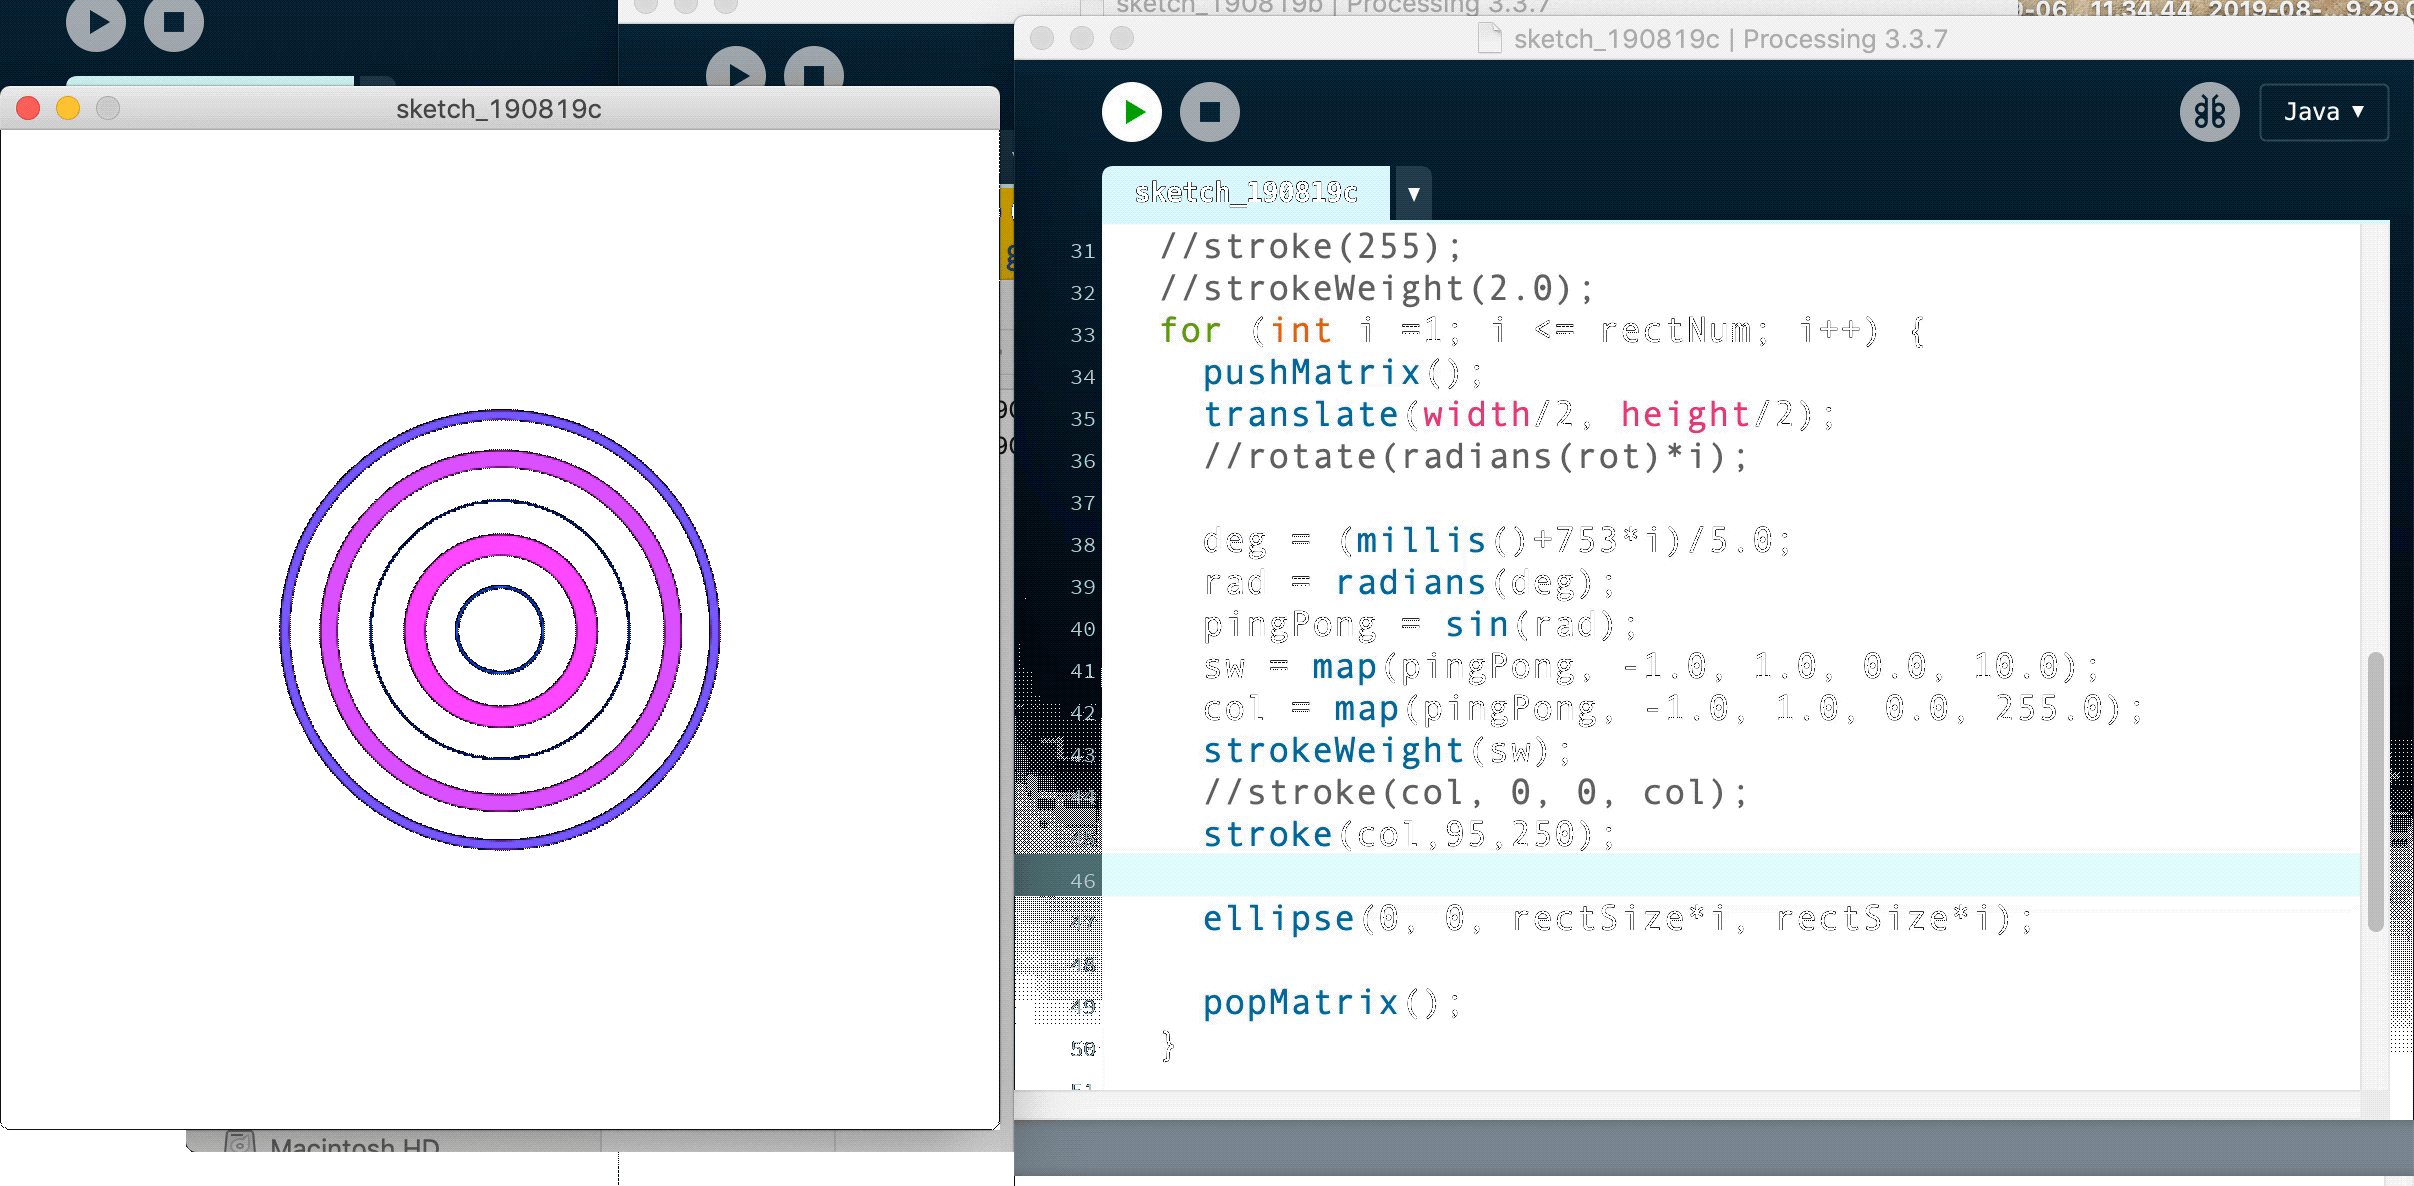 sketch_190819b | Processing 3.3.7
-06 11.34.44 2019-08- 9.29.0
sketch_190819c | Processing 3.3.7
sketch_190819c
Java ▼
sketch_190819c
31 //stroke(255);
32 //strokeWeight(2.0);
33 for (int i =1; i <= rectNum; i++) {
34 pushMatrix();
35 translate(width/2, height/2);
36 //rotate(radians(rot)*i);
37
38 deg = (millis()+753*i)/5.0;
39 rad = radians(deg);
40 pingPong = sin(rad);
41 sw = map(pingPong, -1.0, 1.0, 0.0, 10.0);
42 col = map(pingPong, -1.0, 1.0, 0.0, 255.0);
43 strokeWeight(sw);
44 //stroke(col, 0, 0, col);
45 stroke(col,95,250);
46
47 ellipse(0, 0, rectSize*i, rectSize*i);
48
49 popMatrix();
50 }
51
Macintosh HD